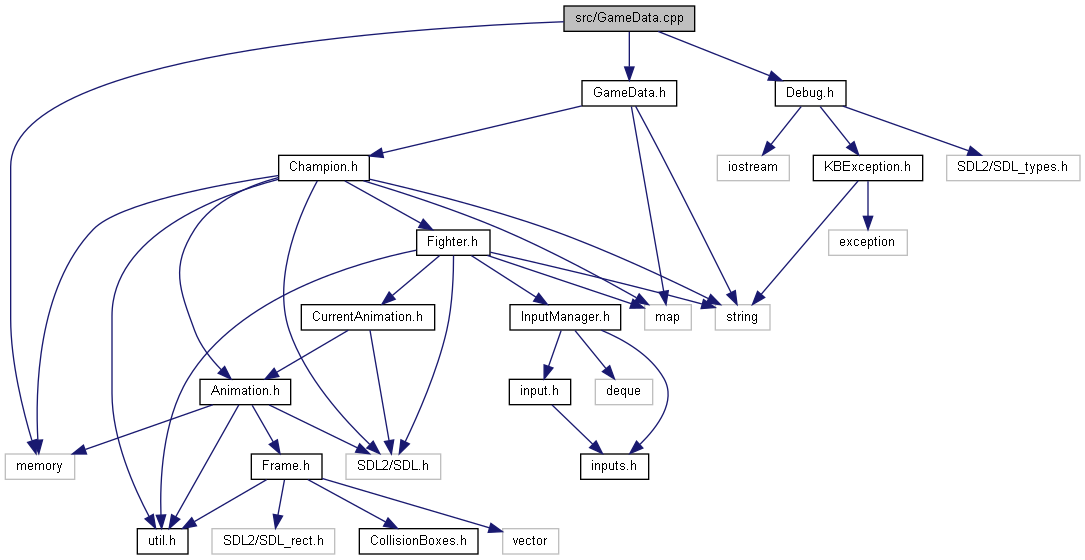 src/GameData.cpp
GameData.h
Debug.h
Champion.h
iostream
KBException.h
SDL2/SDL_types.h
Fighter.h
exception
CurrentAnimation.h
InputManager.h
map
string
Animation.h
input.h
deque
memory
Frame.h
SDL2/SDL.h
inputs.h
util.h
SDL2/SDL_rect.h
CollisionBoxes.h
vector